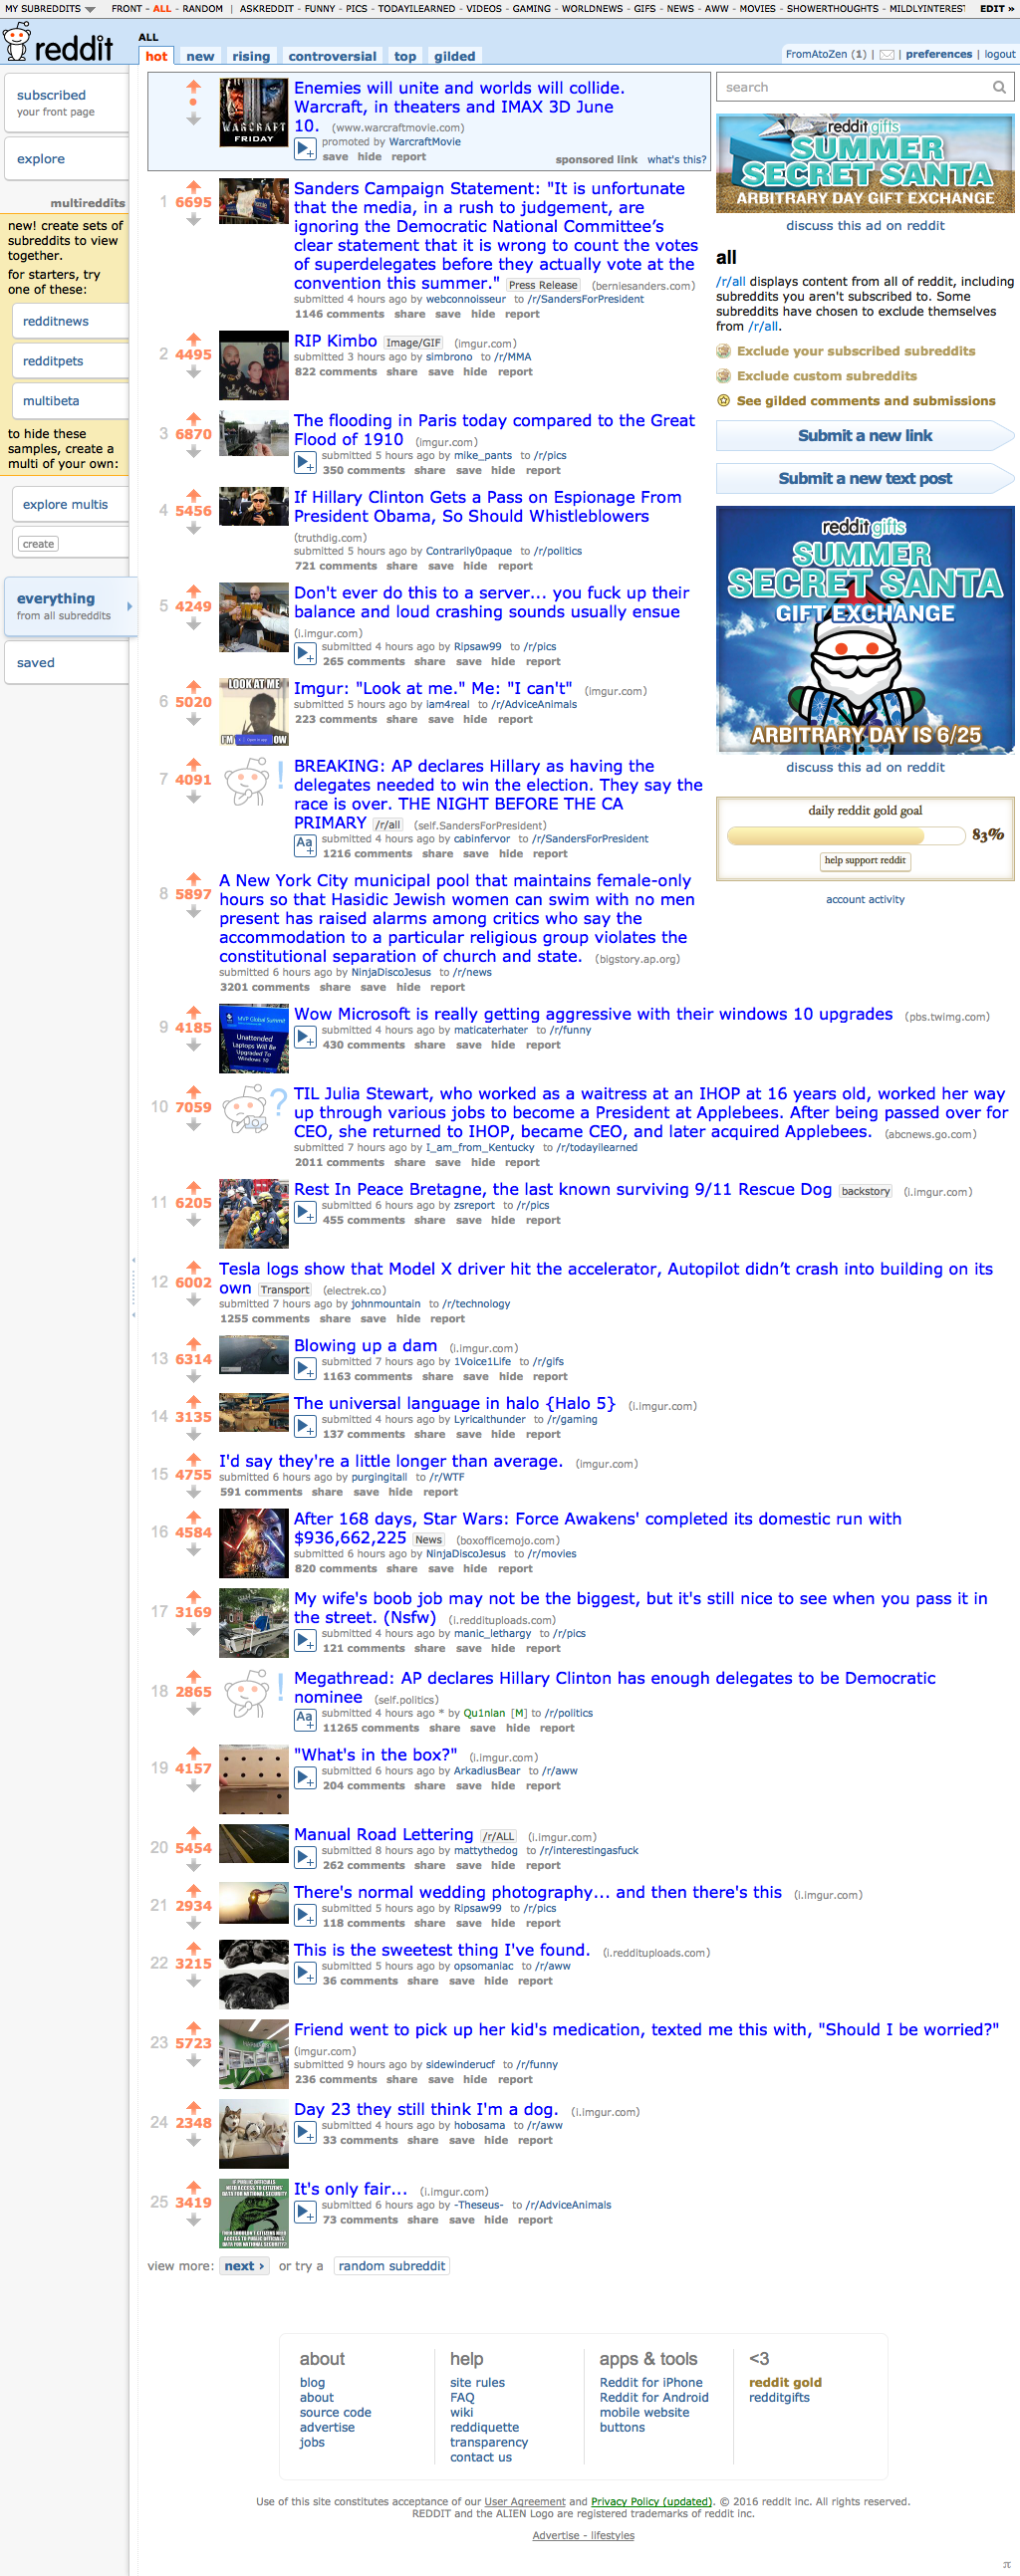 MY SUBREDDITS FRONT - ALL - RANDOM | ASKREDDIT - FUNNY - PICS - TODAYILEARNED - VIDEOS - GAMING - WORLDNEWS - GIFS - NEWS - AWW - MOVIES - SHOWERTHOUGHTS - MILDLYINTEREST EDIT »
reddit ALL
hot new rising controversial top gilded
FromAtoZen (1) | | preferences | logout
subscribed
your front page
explore
multireddits
new! create sets of
subreddits to view
together.
for starters, try
one of these:
redditnews
redditpets
multibeta
to hide these
samples, create a
multi of your own:
explore multis
create
everything
from all subreddits
saved
WARCRAFT
FRIDAY
Enemies will unite and worlds will collide.
Warcraft, in theaters and IMAX 3D June
10. (www.warcraftmovie.com)
promoted by WarcraftMovie
save hide report
sponsored link what's this?
1 6695
Sanders Campaign Statement: "It is unfortunate
that the media, in a rush to judgement, are
ignoring the Democratic National Committee’s
clear statement that it is wrong to count the votes
of superdelegates before they actually vote at the
convention this summer." Press Release (berniesanders.com)
submitted 4 hours ago by webconnoisseur to /r/SandersForPresident
1146 comments share save hide report
2 4495
RIP Kimbo Image/GIF (imgur.com)
submitted 3 hours ago by simbrono to /r/MMA
822 comments share save hide report
3 6870
The flooding in Paris today compared to the Great
Flood of 1910 (imgur.com)
submitted 5 hours ago by mike_pants to /r/pics
350 comments share save hide report
4 5456
If Hillary Clinton Gets a Pass on Espionage From
President Obama, So Should Whistleblowers
(truthdig.com)
submitted 5 hours ago by Contrarily0paque to /r/politics
721 comments share save hide report
5 4249
Don't ever do this to a server... you fuck up their
balance and loud crashing sounds usually ensue
(i.imgur.com)
submitted 4 hours ago by Ripsaw99 to /r/pics
265 comments share save hide report
6 5020
LOOK AT ME
Imgur: "Look at me." Me: "I can't" (imgur.com)
submitted 5 hours ago by iam4real to /r/AdviceAnimals
223 comments share save hide report
7 4091
BREAKING: AP declares Hillary as having the
delegates needed to win the election. They say the
race is over. THE NIGHT BEFORE THE CA
PRIMARY /r/all (self.SandersForPresident)
submitted 4 hours ago by cabinfervor to /r/SandersForPresident
Aa+ 1216 comments share save hide report
8 5897
A New York City municipal pool that maintains female-only
hours so that Hasidic Jewish women can swim with no men
present has raised alarms among critics who say the
accommodation to a particular religious group violates the
constitutional separation of church and state. (bigstory.ap.org)
submitted 6 hours ago by NinjaDiscoJesus to /r/news
3201 comments share save hide report
9 4185
MVP Global Summit
Unattended
Laptops Will Be
Upgraded To
Windows 10
Wow Microsoft is really getting aggressive with their windows 10 upgrades (pbs.twimg.com)
submitted 4 hours ago by maticaterhater to /r/funny
430 comments share save hide report
10 7059
TIL Julia Stewart, who worked as a waitress at an IHOP at 16 years old, worked her way
up through various jobs to become a President at Applebees. After being passed over for
CEO, she returned to IHOP, became CEO, and later acquired Applebees. (abcnews.go.com)
submitted 7 hours ago by I_am_from_Kentucky to /r/todayilearned
2011 comments share save hide report
11 6205
Rest In Peace Bretagne, the last known surviving 9/11 Rescue Dog backstory (i.imgur.com)
submitted 6 hours ago by zsreport to /r/pics
455 comments share save hide report
12 6002
Tesla logs show that Model X driver hit the accelerator, Autopilot didn’t crash into building on its
own Transport (electrek.co)
submitted 7 hours ago by johnmountain to /r/technology
1255 comments share save hide report
13 6314
Blowing up a dam (i.imgur.com)
submitted 7 hours ago by 1Voice1Life to /r/gifs
1163 comments share save hide report
14 3135
The universal language in halo {Halo 5} (i.imgur.com)
submitted 4 hours ago by Lyricalthunder to /r/gaming
137 comments share save hide report
15 4755
I'd say they're a little longer than average. (imgur.com)
submitted 6 hours ago by purgingitall to /r/WTF
591 comments share save hide report
16 4584
After 168 days, Star Wars: Force Awakens' completed its domestic run with
$936,662,225 News (boxofficemojo.com)
submitted 6 hours ago by NinjaDiscoJesus to /r/movies
820 comments share save hide report
17 3169
My wife's boob job may not be the biggest, but it's still nice to see when you pass it in
the street. (Nsfw) (i.reddituploads.com)
submitted 4 hours ago by manic_lethargy to /r/pics
121 comments share save hide report
18 2865
Megathread: AP declares Hillary Clinton has enough delegates to be Democratic
nominee (self.politics)
submitted 4 hours ago * by Qu1nlan [M] to /r/politics
Aa+ 11265 comments share save hide report
19 4157
"What's in the box?" (i.imgur.com)
submitted 6 hours ago by ArkadiusBear to /r/aww
204 comments share save hide report
20 5454
Manual Road Lettering /r/ALL (i.imgur.com)
submitted 8 hours ago by mattythedog to /r/interestingasfuck
262 comments share save hide report
21 2934
There's normal wedding photography... and then there's this (i.imgur.com)
submitted 5 hours ago by Ripsaw99 to /r/pics
118 comments share save hide report
22 3215
This is the sweetest thing I've found. (i.reddituploads.com)
submitted 5 hours ago by opsomaniac to /r/aww
36 comments share save hide report
23 5723
Friend went to pick up her kid's medication, texted me this with, "Should I be worried?"
(imgur.com)
submitted 9 hours ago by sidewinderucf to /r/funny
236 comments share save hide report
24 2348
Day 23 they still think I'm a dog. (i.imgur.com)
submitted 4 hours ago by hobosama to /r/aww
33 comments share save hide report
25 3419
IF PUBLIC OFFICIALS
NEED ACCESS TO CITIZENS'
DATA FOR NATIONAL SECURITY
It's only fair... (i.imgur.com)
submitted 6 hours ago by -Theseus- to /r/AdviceAnimals
73 comments share save hide report
view more: next › or try a random subreddit
search
reddit gifts
SUMMER
SECRET SANTA
ARBITRARY DAY GIFT EXCHANGE
discuss this ad on reddit
all
/r/all displays content from all of reddit, including
subreddits you aren't subscribed to. Some
subreddits have chosen to exclude themselves
from /r/all.
Exclude your subscribed subreddits
Exclude custom subreddits
See gilded comments and submissions
Submit a new link
Submit a new text post
reddit gifts
SUMMER
SECRET SANTA
GIFT EXCHANGE
ARBITRARY DAY IS 6/25
discuss this ad on reddit
daily reddit gold goal
83%
help support reddit
account activity
about
blog
about
source code
advertise
jobs
help
site rules
FAQ
wiki
reddiquette
transparency
contact us
apps & tools
Reddit for iPhone
Reddit for Android
mobile website
buttons
<3
reddit gold
redditgifts
Use of this site constitutes acceptance of our User Agreement and Privacy Policy (updated). © 2016 reddit inc. All rights reserved.
REDDIT and the ALIEN Logo are registered trademarks of reddit inc.
Advertise - lifestyles
π